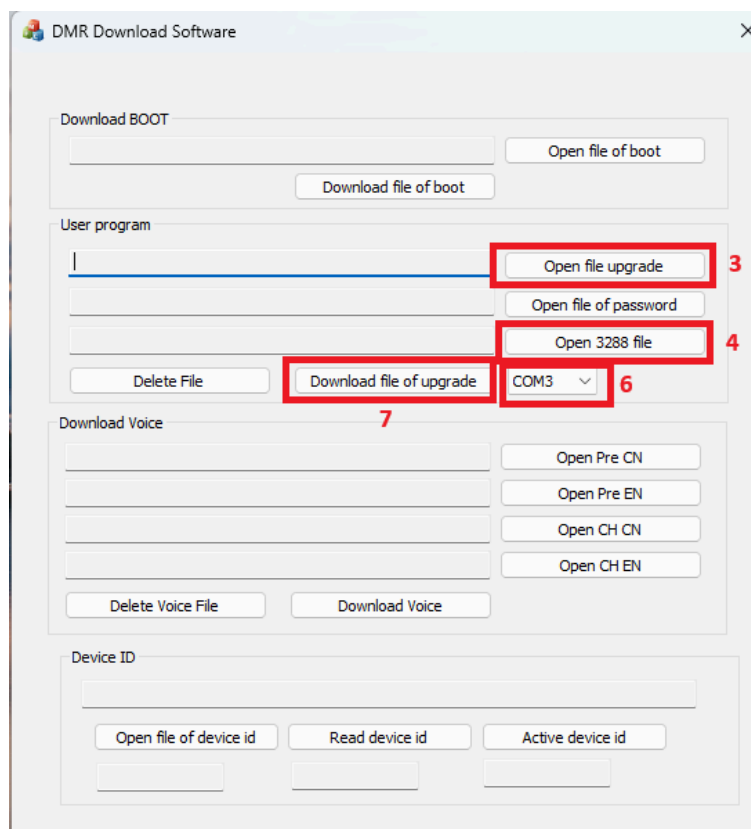 DMR Download Software
Download BOOT
Open file of boot
Download file of boot
User program
Open file upgrade 3
Open file of password
Open 3288 file 4
Delete File Download file of upgrade COM3 6
7
Download Voice
Open Pre CN
Open Pre EN
Open CH CN
Open CH EN
Delete Voice File Download Voice
Device ID
Open file of device id Read device id Active device id